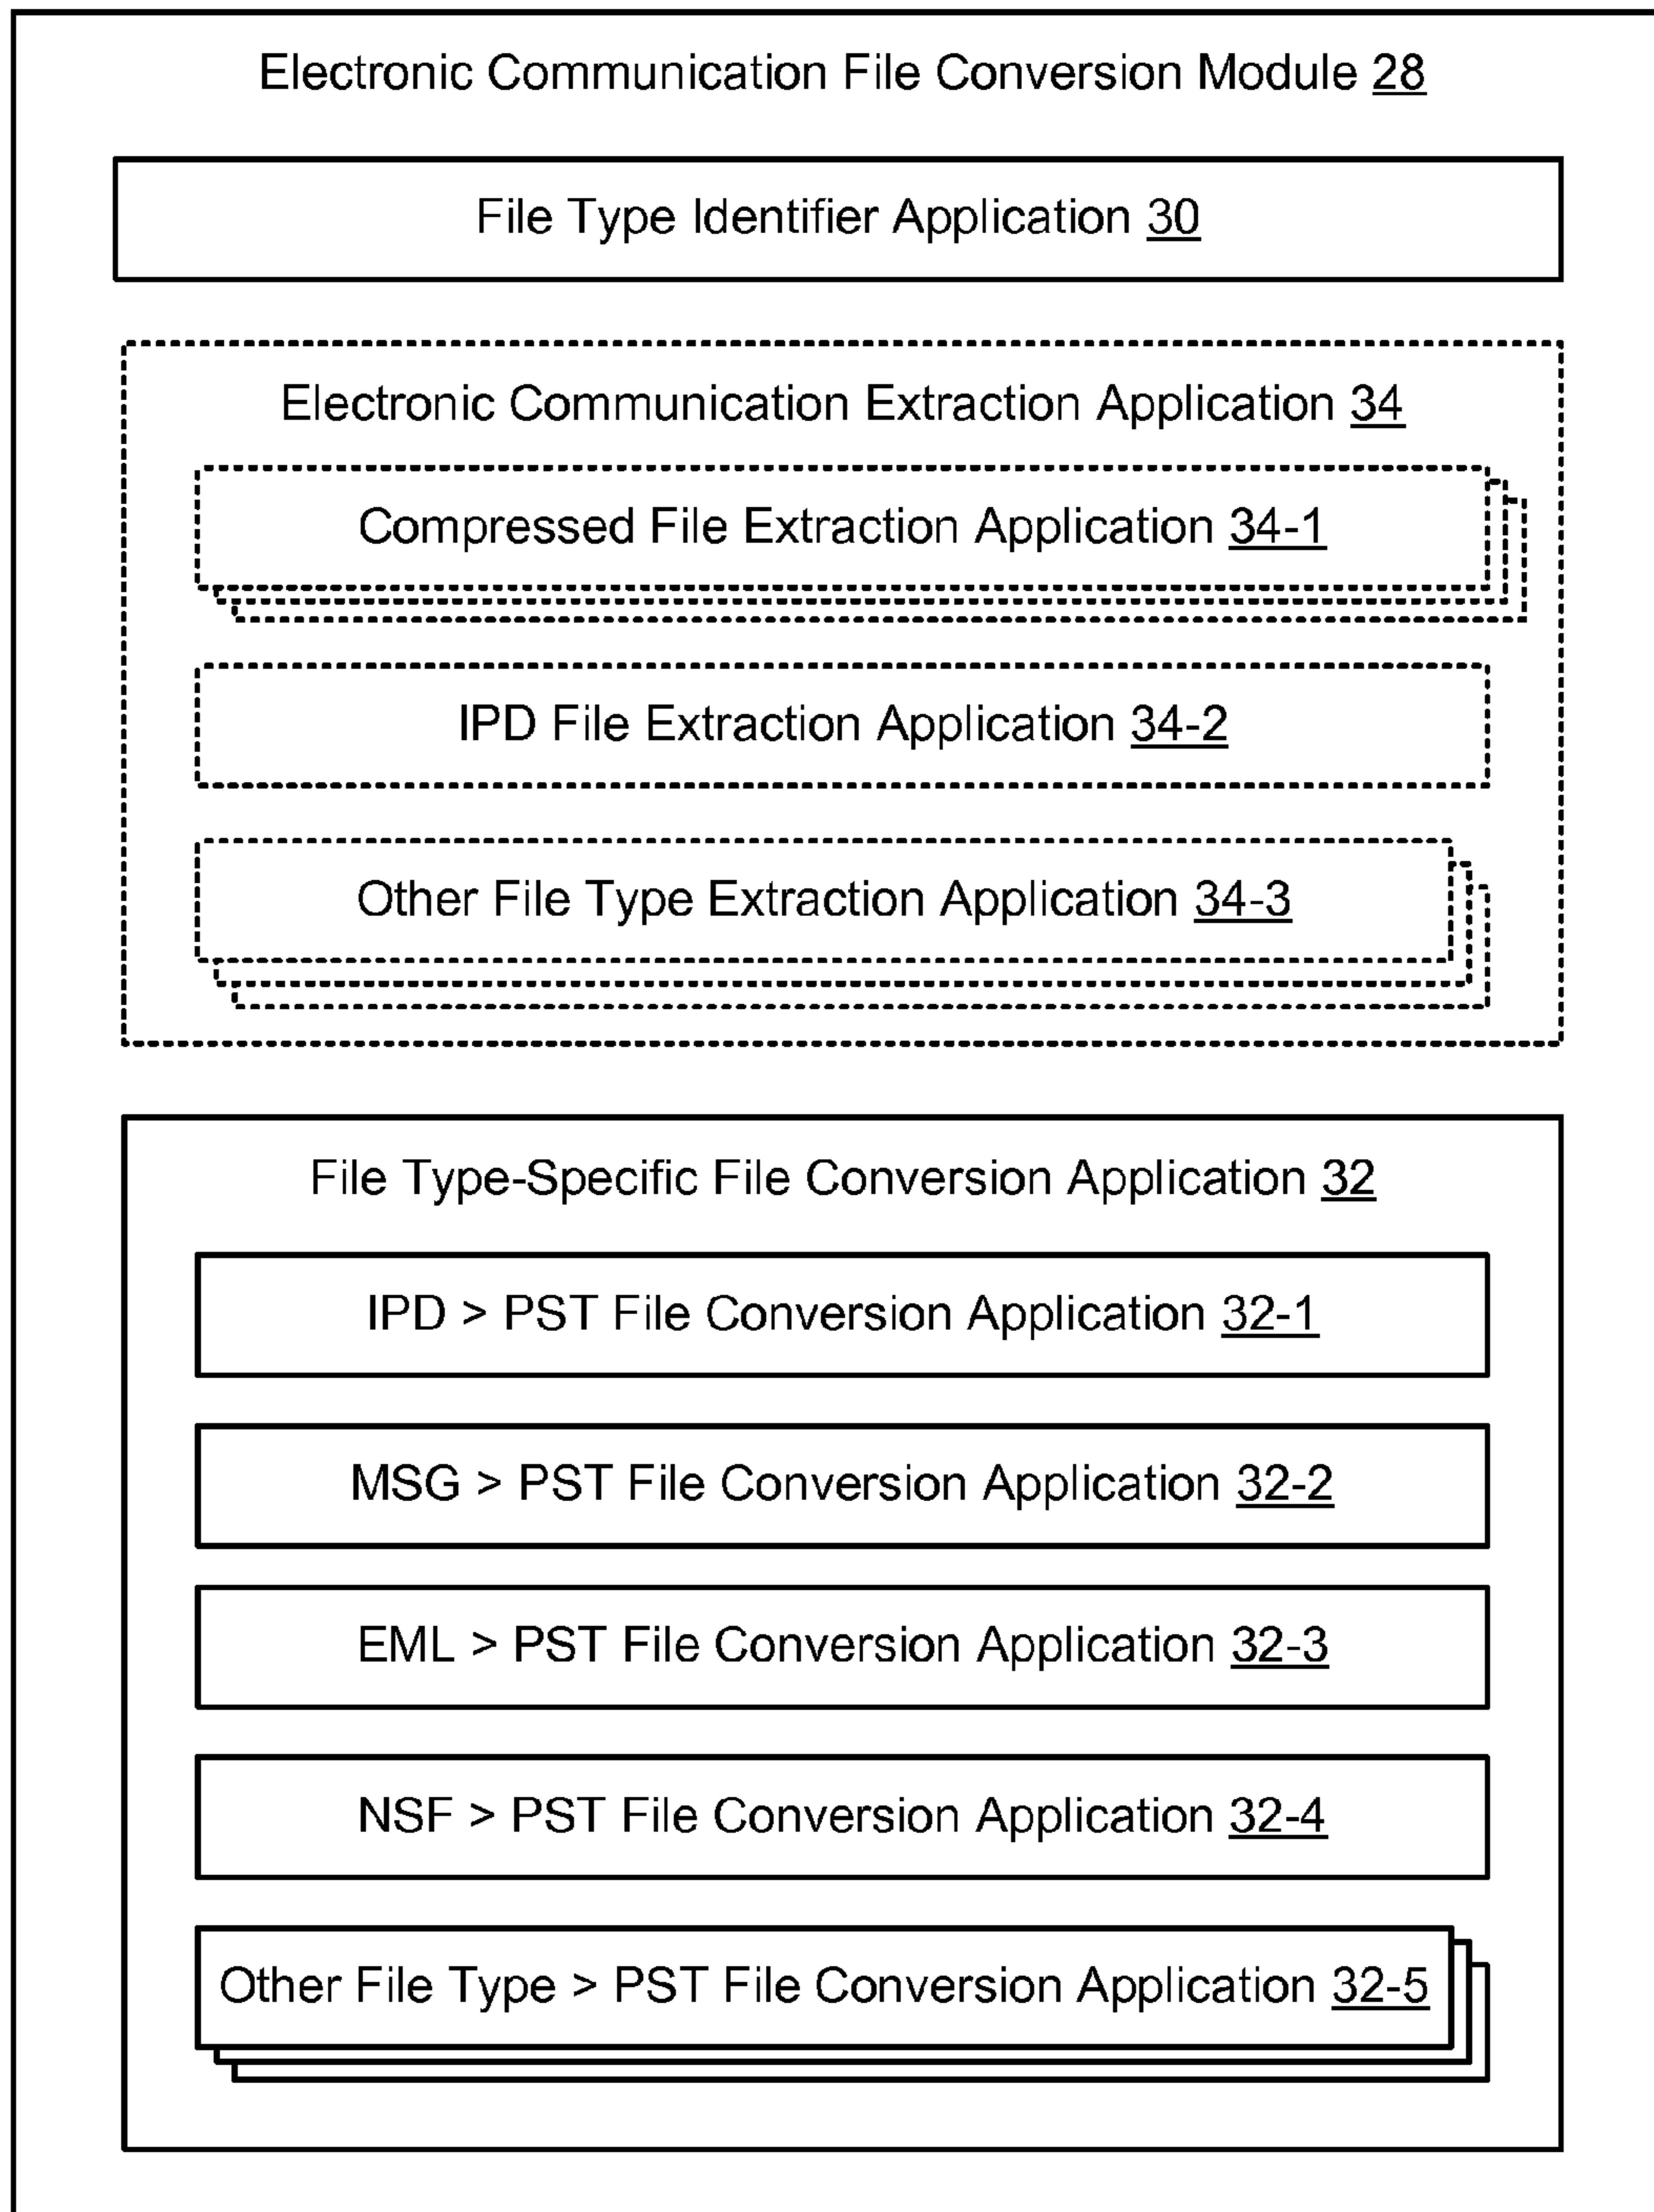 Electronic Communication File Conversion Module 28
File Type Identifier Application 30
Electronic Communication Extraction Application 34
Compressed File Extraction Application 34-1
IPD File Extraction Application 34-2
Other File Type Extraction Application 34-3
File Type-Specific File Conversion Application 32
IPD > PST File Conversion Application 32-1
MSG > PST File Conversion Application 32-2
EML > PST File Conversion Application 32-3
NSF > PST File Conversion Application 32-4
Other File Type > PST File Conversion Application 32-5